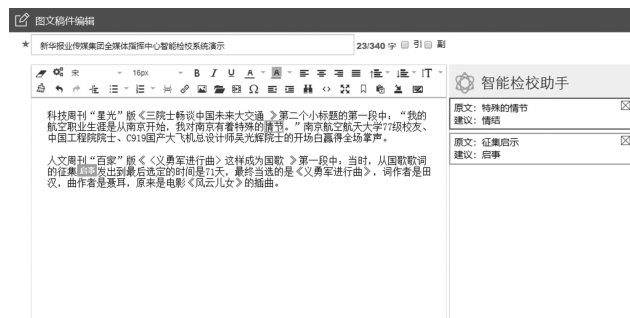 图文稿件编辑
新华报业传媒集团全媒体指挥中心智能检校系统演示
23/340 字 引 副
宋 16px
智能检校助手
原文：特殊的情节
建议：情结
原文：征集启示
建议：启事
科技周刊“星光”版《三院士畅谈中国未来大交通 》第二个小标题的第一段中：“我的
航空职业生涯是从南京开始，我对南京有着特殊的情节。”南京航空航天大学77级校友、
中国工程院院士、C919国产大飞机总设计师吴光辉院士的开场白赢得全场掌声。
人文周刊“百家”版《《义勇军进行曲》这样成为国歌 》第一段中：当时，从国歌歌词
的征集启事发出到最后选定的时间是71天，最终当选的是《义勇军进行曲》，词作者是田
汉，曲作者是聂耳，原来是电影《风云儿女》的插曲。